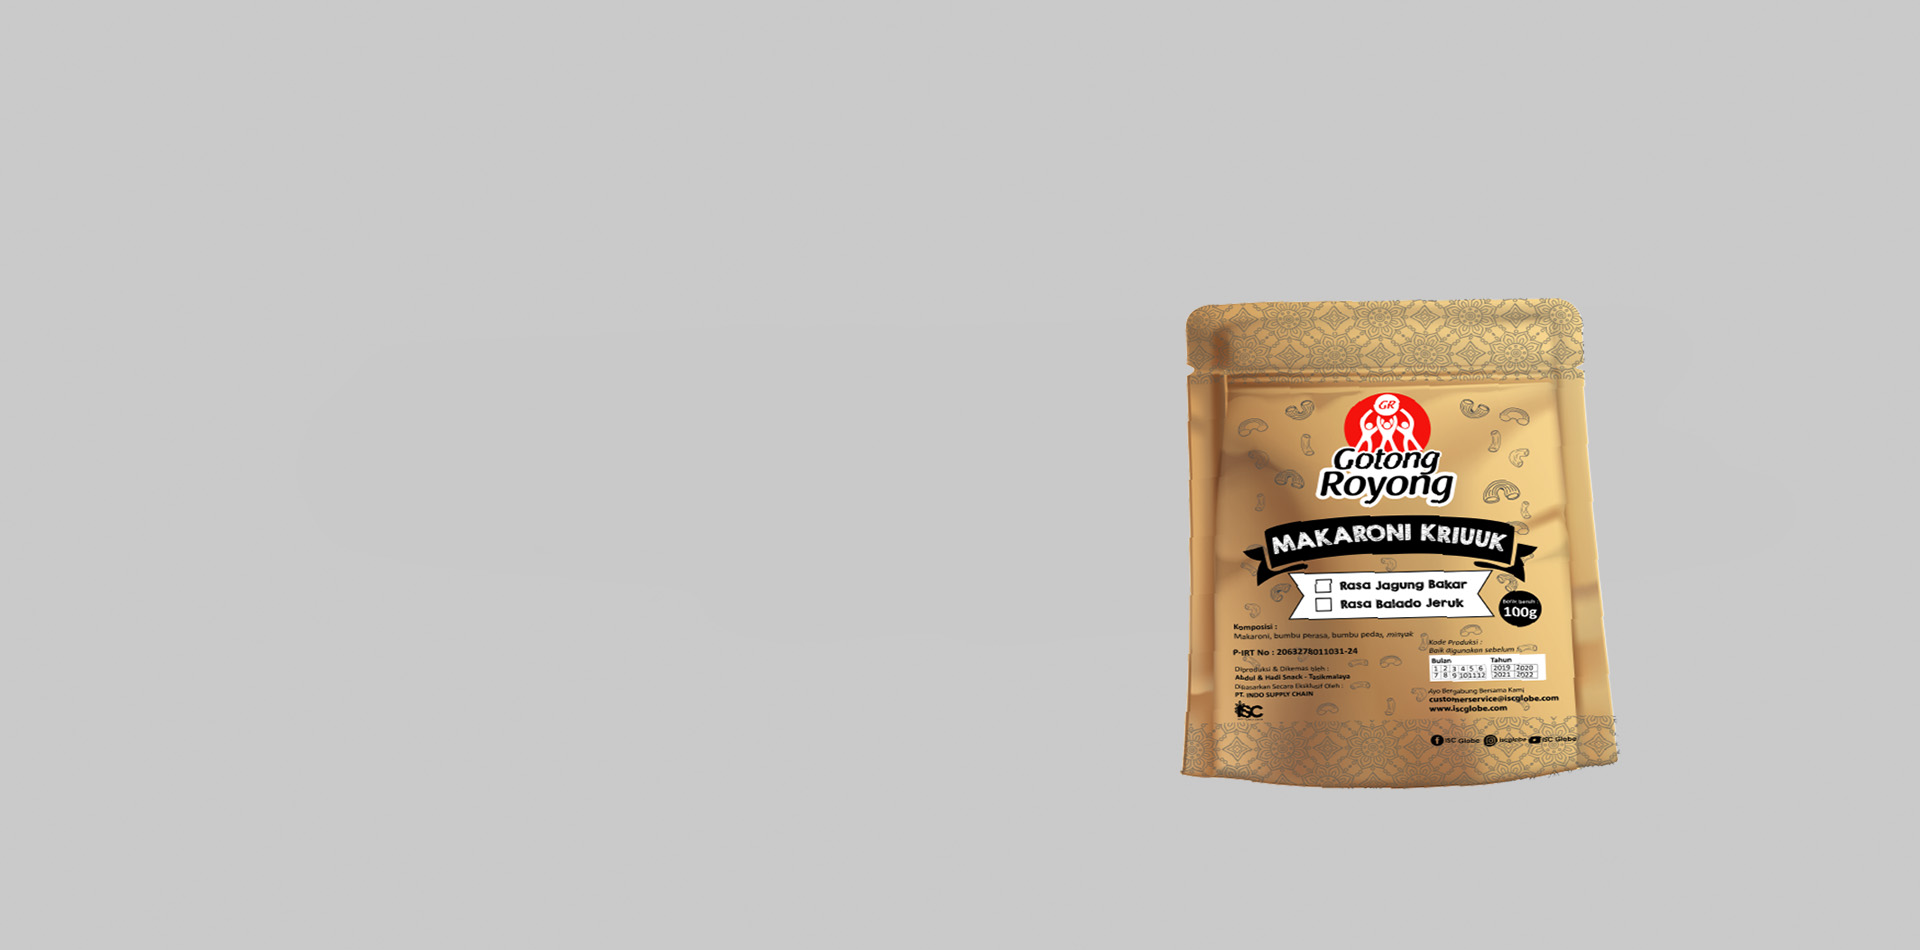 GR
Gotong
Royong
MAKARONI KRIUUK
Rasa Jagung Bakar
Rasa Balado Jeruk
Berat bersih :
100g
Komposisi :
Makaroni, bumbu perasa, bumbu pedas, minyak
P-IRT No : 2063278011031-24
Diproduksi & Dikemas oleh :
Abdul & Hadi Snack - Tasikmalaya
Dipasarkan Secara Eksklusif Oleh :
PT. INDO SUPPLY CHAIN
ISC
Kode Produksi :
Baik digunakan sebelum :
Bulan Tahun
1 2 3 4 5 6 2019 2020
7 8 9 10 11 12 2021 2022
Ayo Bergabung Bersama Kami
customerservice@iscglobe.com
www.iscglobe.com
ISC Globe iscglobe ISC Globe